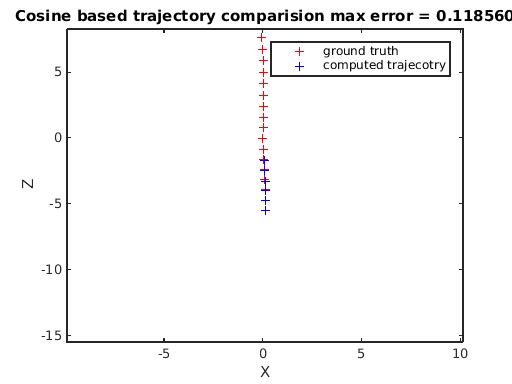 Cosine based trajectory comparision max error = 0.118560
ground truth
computed trajecotry
5
0
-5
-10
-15
Z
-5
0
5
10
X